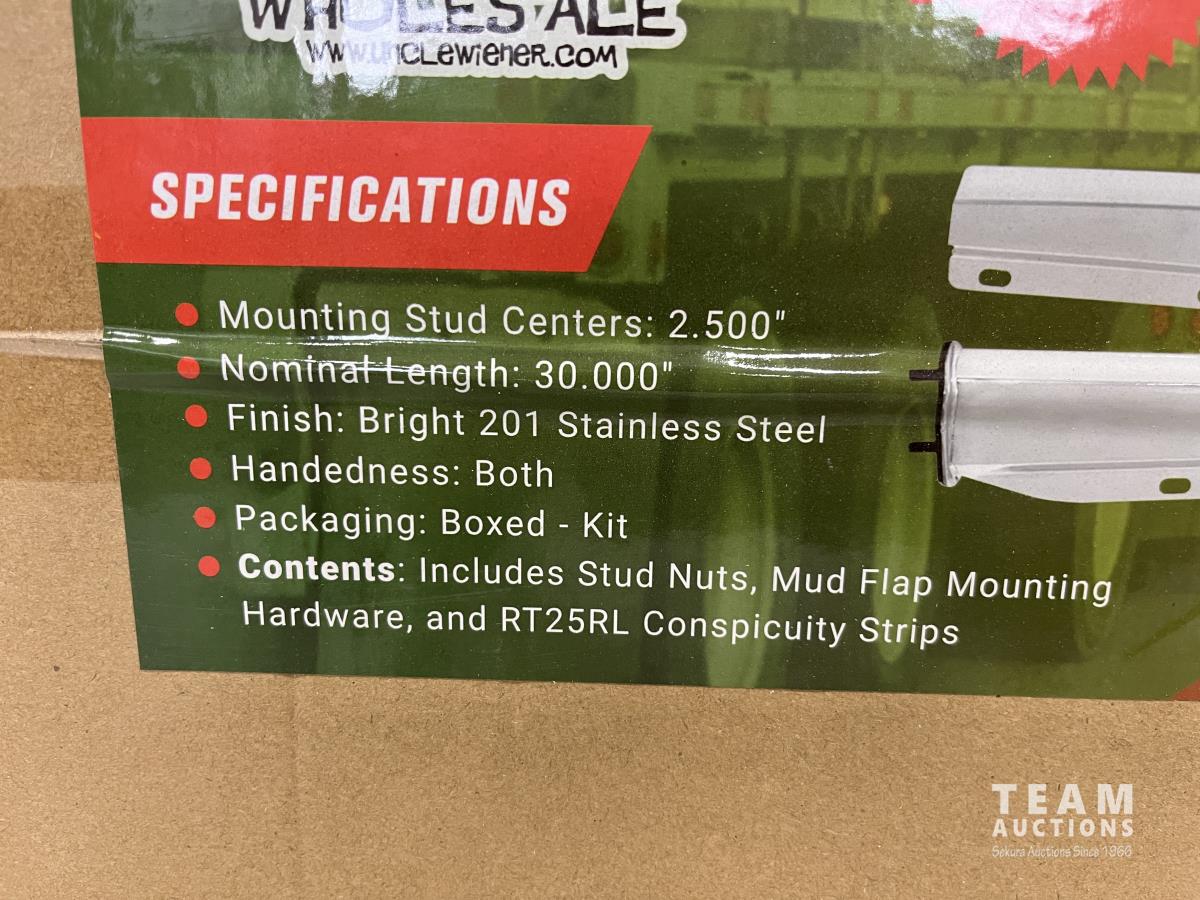 WHOLESALE
www.UNCLeWieHeR.COM
SPECIFICATIONS
Mounting Stud Centers: 2.500"
Nominal Length: 30.000"
Finish: Bright 201 Stainless Steel
Handedness: Both
Packaging: Boxed - Kit
Contents: Includes Stud Nuts, Mud Flap Mounting
Hardware, and RT25RL Conspicuity Strips
TEAM
AUCTIONS
Sekura Auctions Since 1966